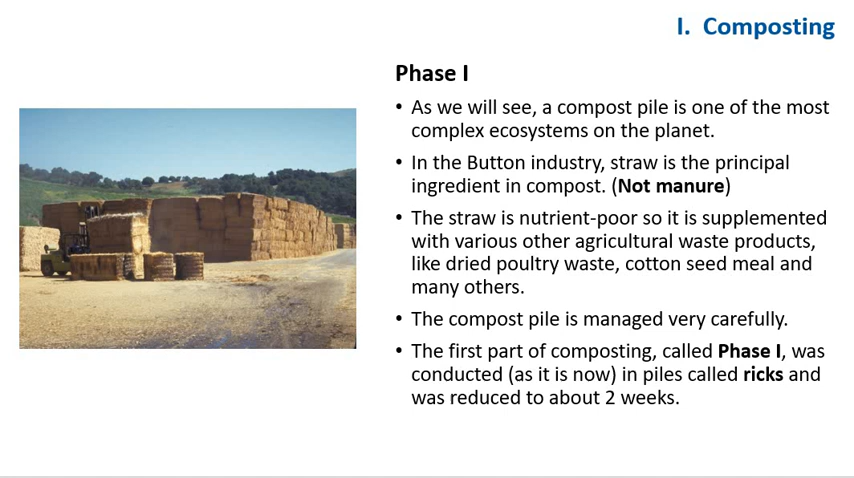 I. Composting
Phase I
• As we will see, a compost pile is one of the most
complex ecosystems on the planet.
• In the Button industry, straw is the principal
ingredient in compost. (Not manure)
• The straw is nutrient-poor so it is supplemented
with various other agricultural waste products,
like dried poultry waste, cotton seed meal and
many others.
• The compost pile is managed very carefully.
• The first part of composting, called Phase I, was
conducted (as it is now) in piles called ricks and
was reduced to about 2 weeks.